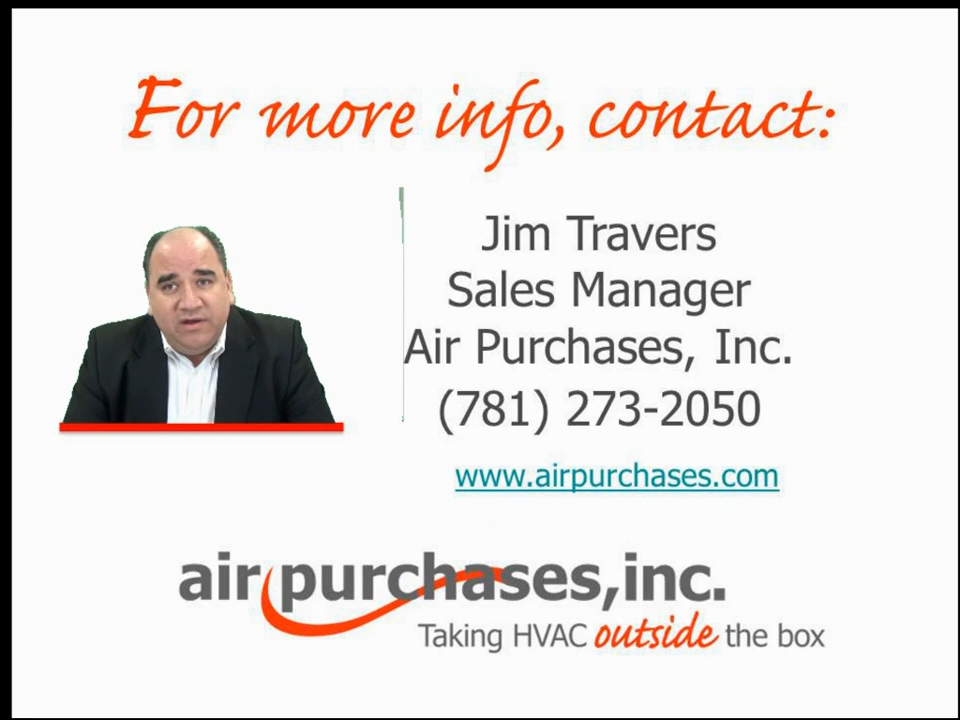 For more info, contact:
Jim Travers
Sales Manager
Air Purchases, Inc.
(781) 273-2050
www.airpurchases.com
air purchases,inc.
Taking HVAC outside the box